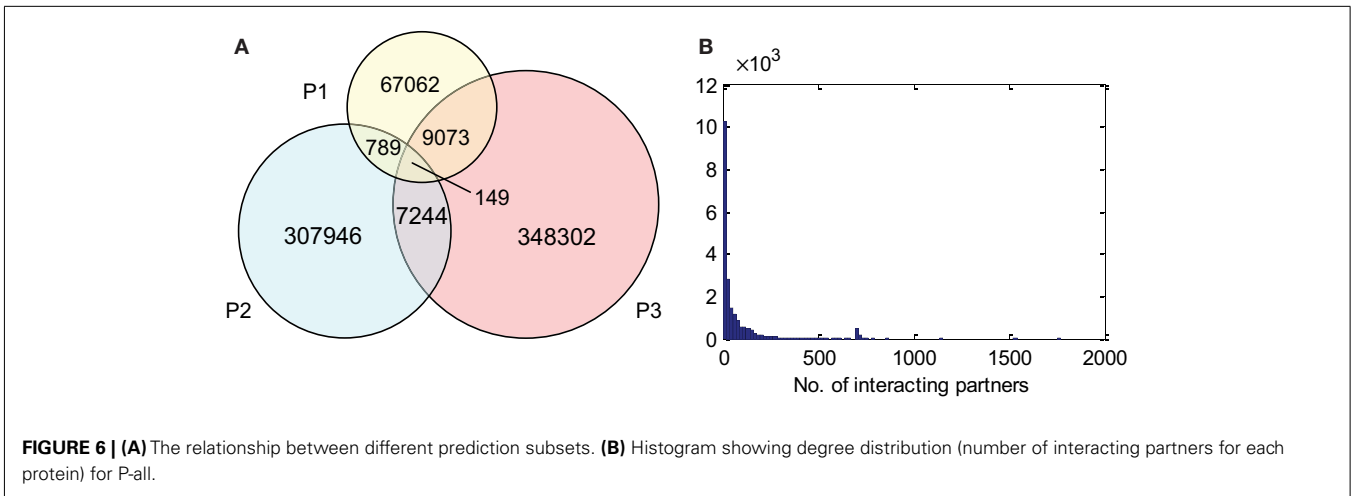 A
P1
67062
789
9073
149
7244
307946
348302
P2
P3
B
×10³
12
10
8
6
4
2
0
0 500 1000 1500 2000
No. of interacting partners
FIGURE 6 | (A) The relationship between different prediction subsets. (B) Histogram showing degree distribution (number of interacting partners for each
protein) for P-all.